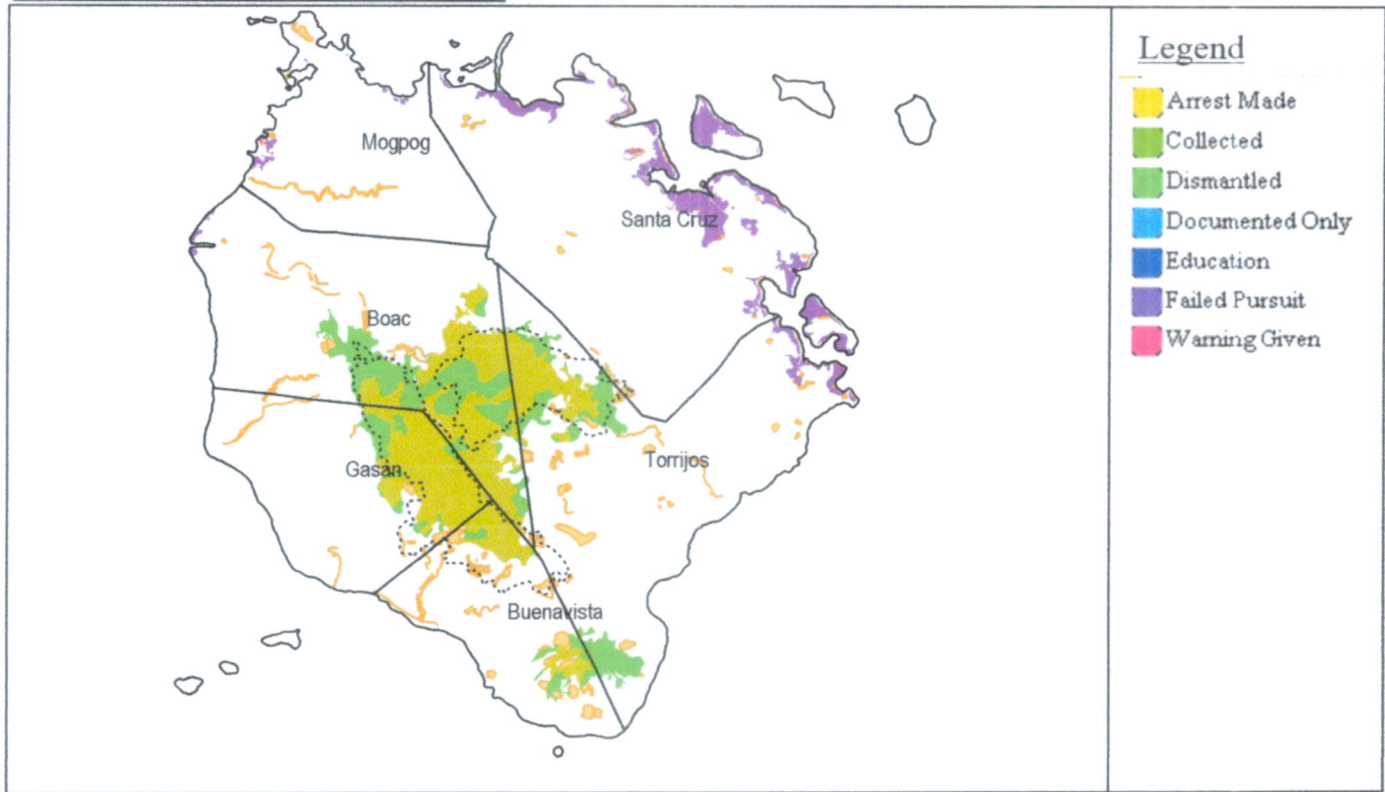 Legend
Arrest Made
Collected
Dismantled
Documented Only
Education
Failed Pursuit
Warning Given
Mogpog
Santa Cruz
Boac
Gasan
Torrijos
Buenavista